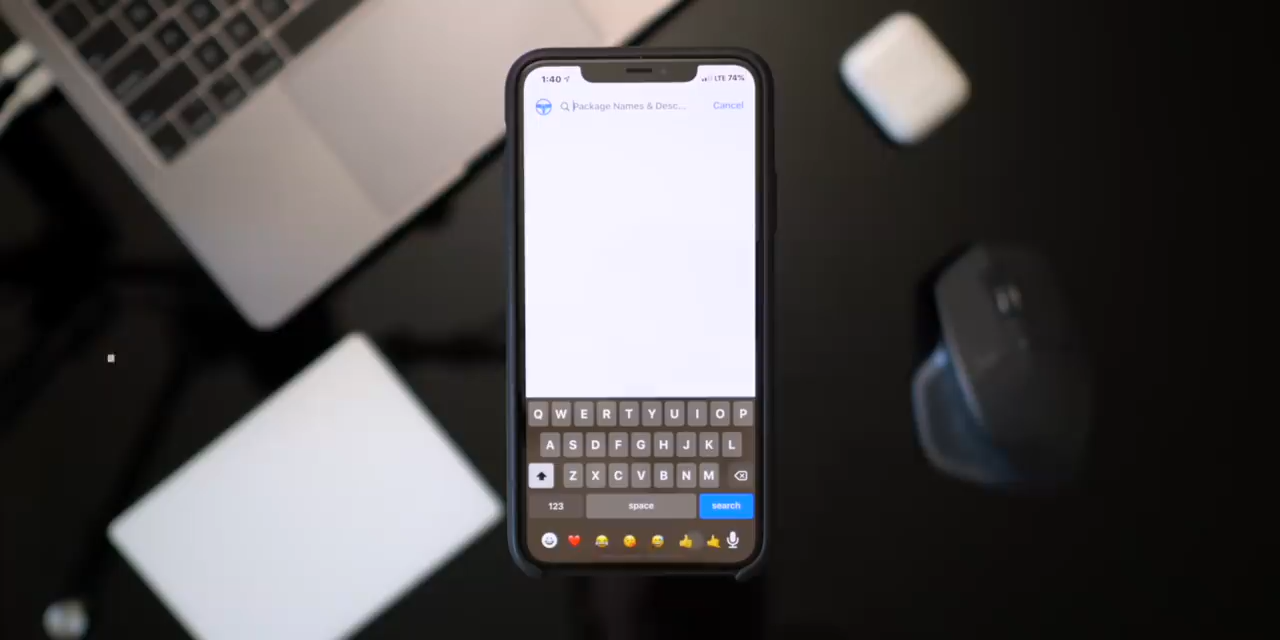 1:40 LTE 74%
Package Names & Desc... Cancel
Q W E R T Y U I O P
A S D F G H J K L
Z X C V B N M
123 space search